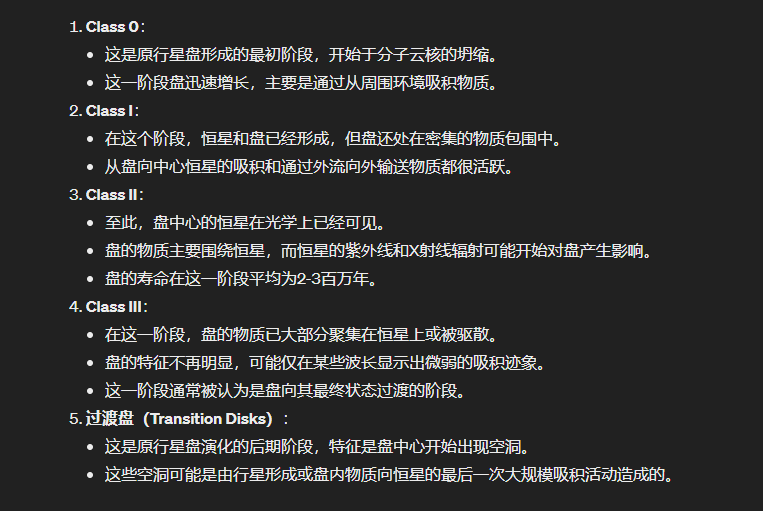 1. Class 0：
• 这是原行星盘形成的最初阶段，开始于分子云核的坍缩。
• 这一阶段盘迅速增长，主要是通过从周围环境吸积物质。
2. Class I：
• 在这个阶段，恒星和盘已经形成，但盘还处在密集的物质包围中。
• 从盘向中心恒星的吸积和通过外流向外输送物质都很活跃。
3. Class II：
• 至此，盘中心的恒星在光学上已经可见。
• 盘的物质主要围绕恒星，而恒星的紫外线和X射线辐射可能开始对盘产生影响。
• 盘的寿命在这一阶段平均为2-3百万年。
4. Class III：
• 在这一阶段，盘的物质已大部分聚集在恒星上或被驱散。
• 盘的特征不再明显，可能仅在某些波长显示出微弱的吸积迹象。
• 这一阶段通常被认为是盘向其最终状态过渡的阶段。
5. 过渡盘（Transition Disks）：
• 这是原行星盘演化的后期阶段，特征是盘中心开始出现空洞。
• 这些空洞可能是由行星形成或盘内物质向恒星的最后一次大规模吸积活动造成的。